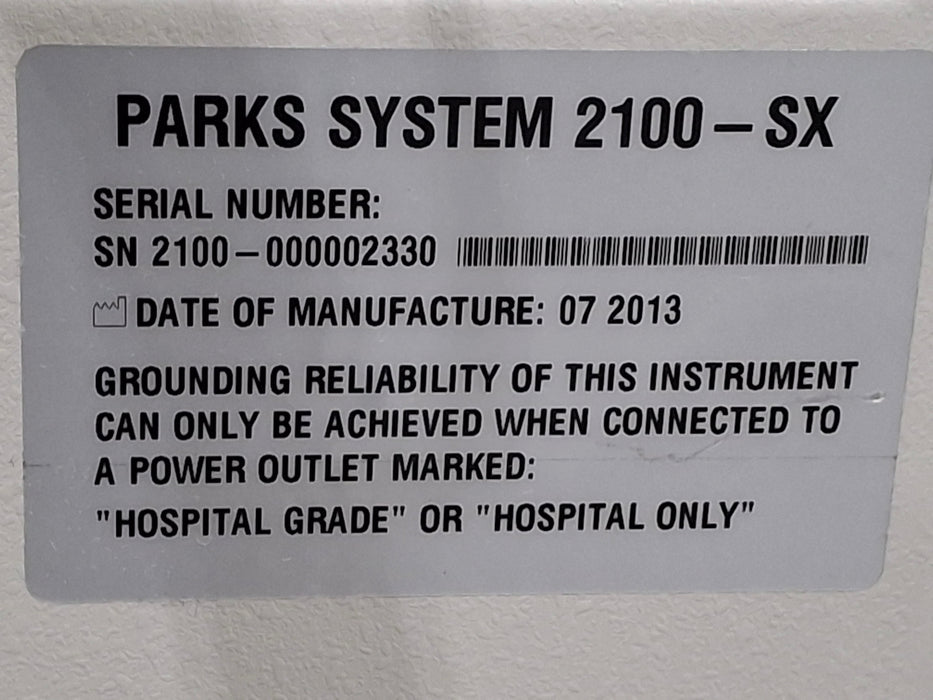 PARKS SYSTEM 2100–SX
SERIAL NUMBER:
SN 2100–000002330
DATE OF MANUFACTURE: 07 2013
GROUNDING RELIABILITY OF THIS INSTRUMENT
CAN ONLY BE ACHIEVED WHEN CONNECTED TO
A POWER OUTLET MARKED:
"HOSPITAL GRADE" OR "HOSPITAL ONLY"